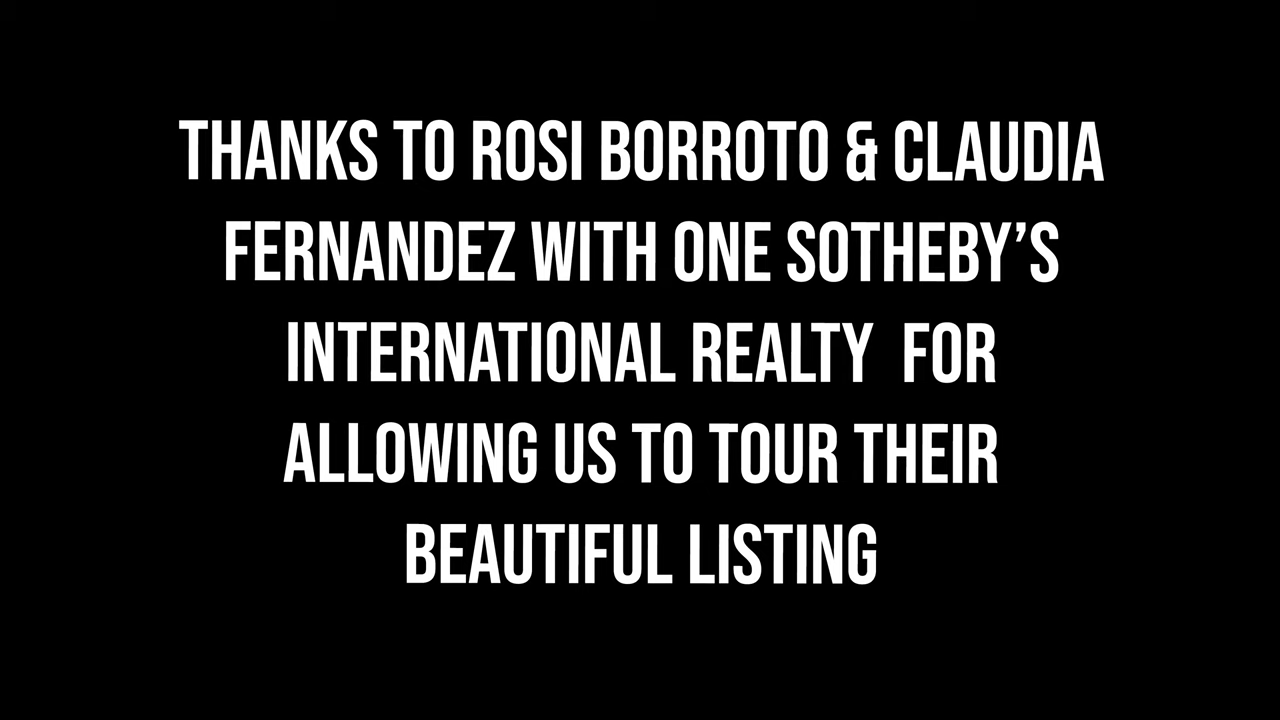 THANKS TO ROSI BORROTO & CLAUDIA
FERNANDEZ WITH ONE SOTHEBY’S
INTERNATIONAL REALTY  FOR
ALLOWING US TO TOUR THEIR
BEAUTIFUL LISTING